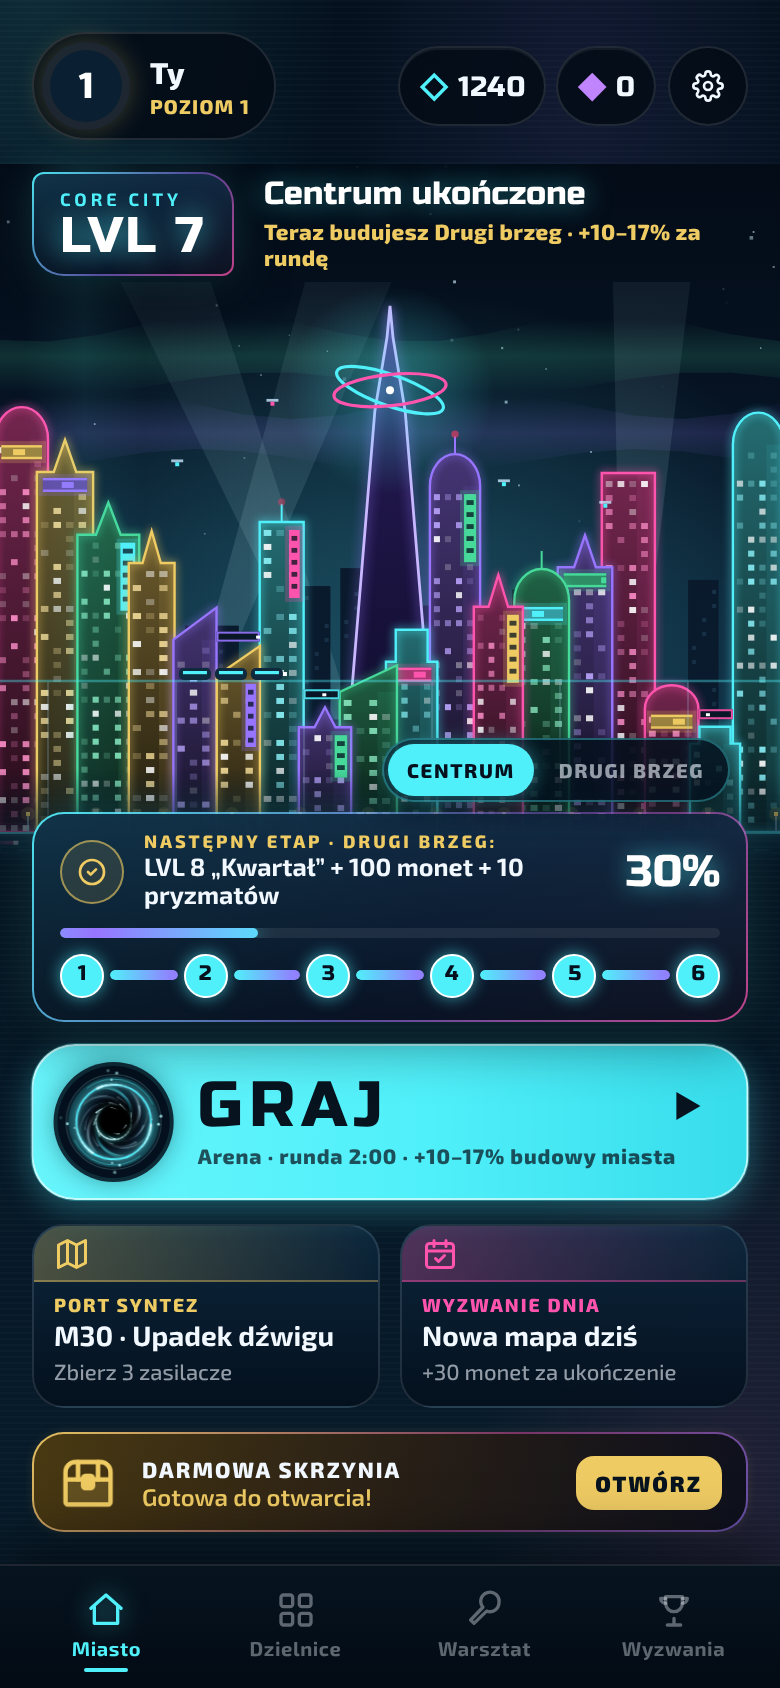 1
Ty
POZIOM 1
1240
0
CORE CITY
LVL 7
Centrum ukończone
Teraz budujesz Drugi brzeg · +10–17% za
rundę
CENTRUM
DRUGI BRZEG
NASTĘPNY ETAP · DRUGI BRZEG:
LVL 8 „Kwartał” + 100 monet + 10
pryzmatów
30%
1 2 3 4 5 6
GRAJ
Arena · runda 2:00 · +10–17% budowy miasta
PORT SYNTEZ
M30 · Upadek dźwigu
Zbierz 3 zasilacze
WYZWANIE DNIA
Nowa mapa dziś
+30 monet za ukończenie
DARMOWA SKRZYNIA
Gotowa do otwarcia!
OTWÓRZ
Miasto
Dzielnice
Warsztat
Wyzwania